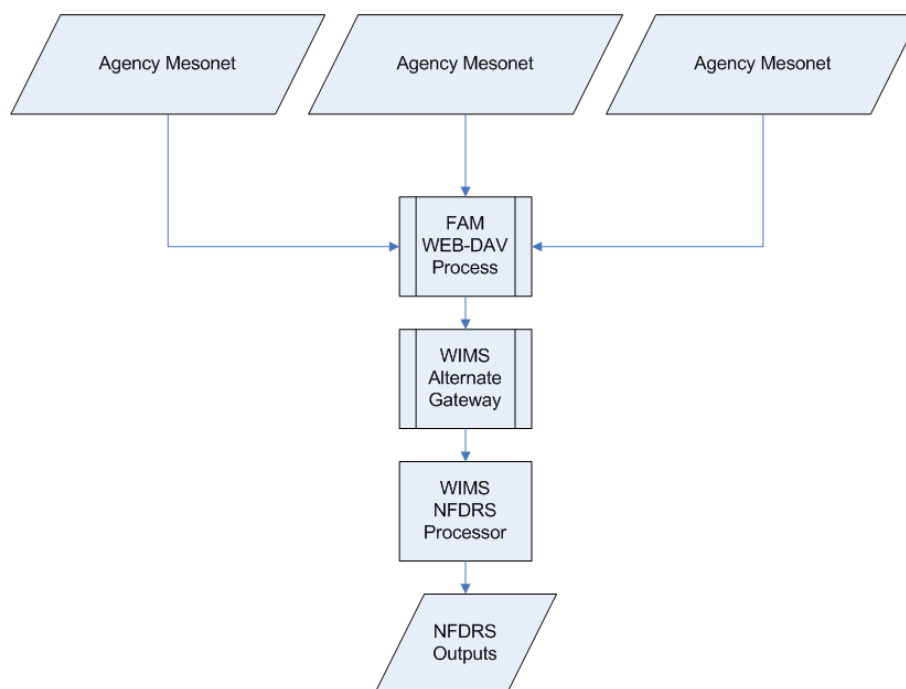 Agency Mesonet
Agency Mesonet
Agency Mesonet
FAM
WEB-DAV
Process
WIMS
Alternate
Gateway
WIMS
NFDRS
Processor
NFDRS
Outputs